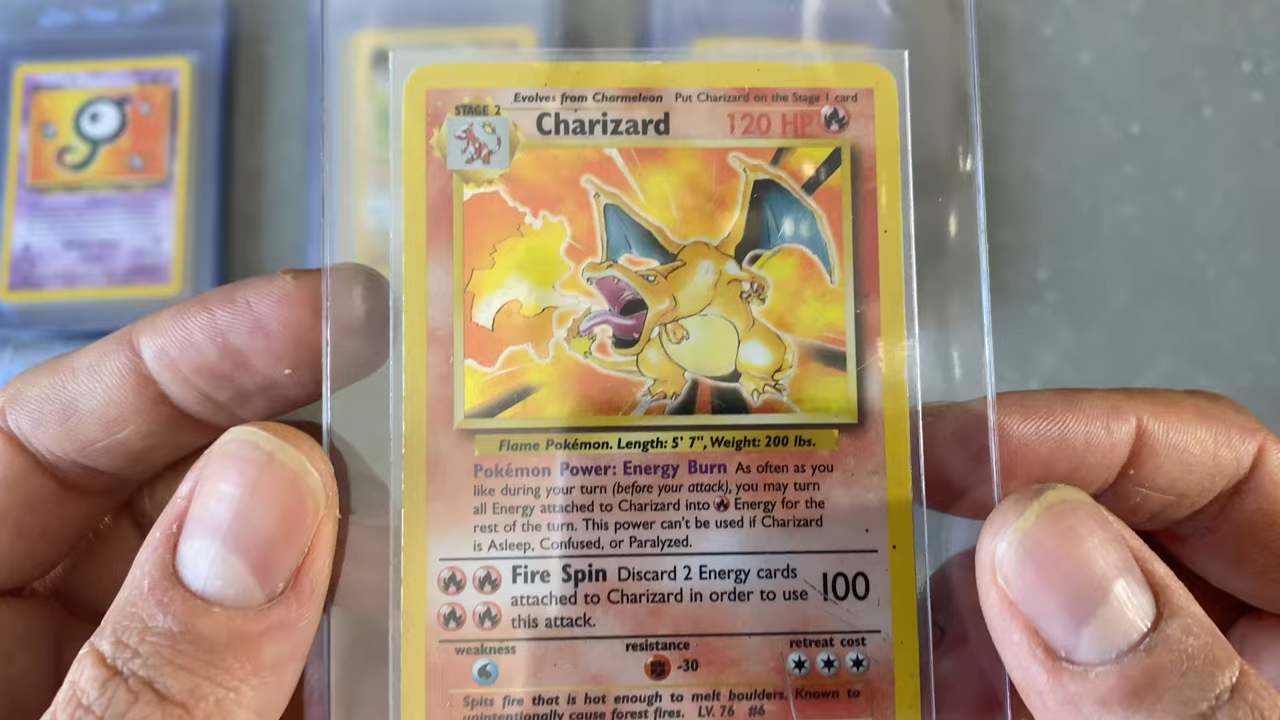 Evolves from Charmeleon Put Charizard on the Stage 1 card
STAGE 2
Charizard 120 HP
Flame Pokémon. Length: 5' 7", Weight: 200 lbs.
Pokémon Power: Energy Burn As often as you
like during your turn (before your attack), you may turn
all Energy attached to Charizard into Energy for the
rest of the turn. This power can't be used if Charizard
is Asleep, Confused, or Paralyzed.
Fire Spin Discard 2 Energy cards
attached to Charizard in order to use 100
this attack.
weakness resistance retreat cost
-30
Spits fire that is hot enough to melt boulders. Known to
unintentionally cause forest fires. LV. 76 #6